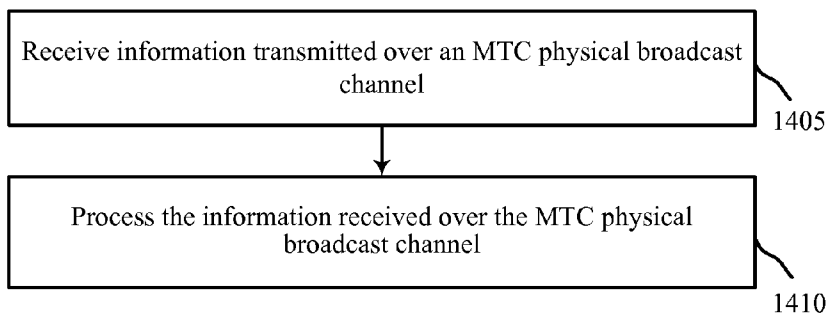 Receive information transmitted over an MTC physical broadcast
channel
1405
Process the information received over the MTC physical
broadcast channel
1410